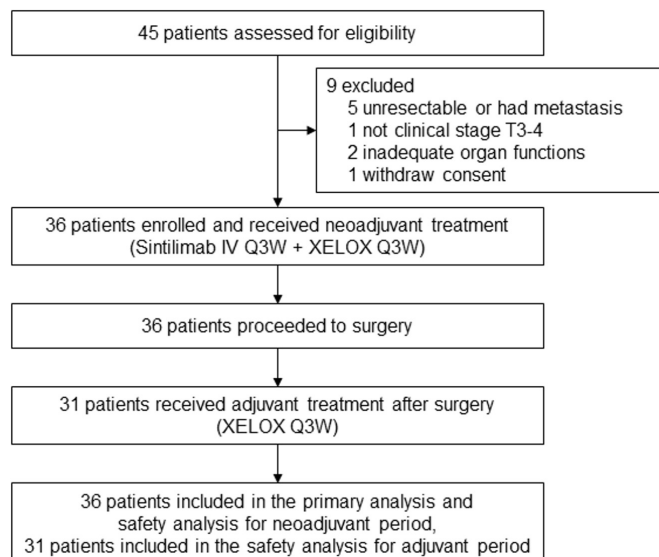 45 patients assessed for eligibility
9 excluded
5 unresectable or had metastasis
1 not clinical stage T3-4
2 inadequate organ functions
1 withdraw consent
36 patients enrolled and received neoadjuvant treatment
(Sintilimab IV Q3W + XELOX Q3W)
36 patients proceeded to surgery
31 patients received adjuvant treatment after surgery
(XELOX Q3W)
36 patients included in the primary analysis and
safety analysis for neoadjuvant period,
31 patients included in the safety analysis for adjuvant period